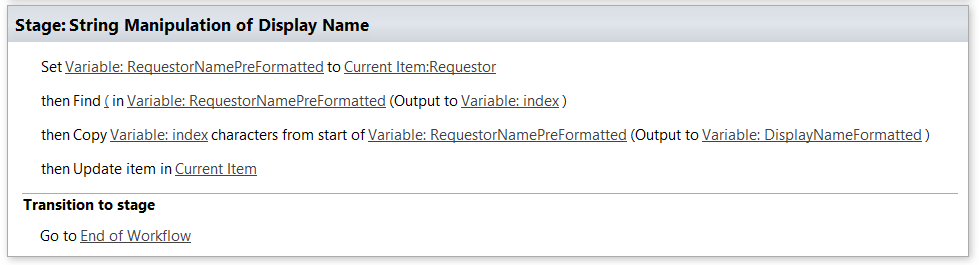 Stage: String Manipulation of Display Name
Set Variable: RequestorNamePreFormatted to Current Item:Requestor
then Find ( in Variable: RequestorNamePreFormatted (Output to Variable: index )
then Copy Variable: index characters from start of Variable: RequestorNamePreFormatted (Output to Variable: DisplayNameFormatted )
then Update item in Current Item
Transition to stage
Go to End of Workflow